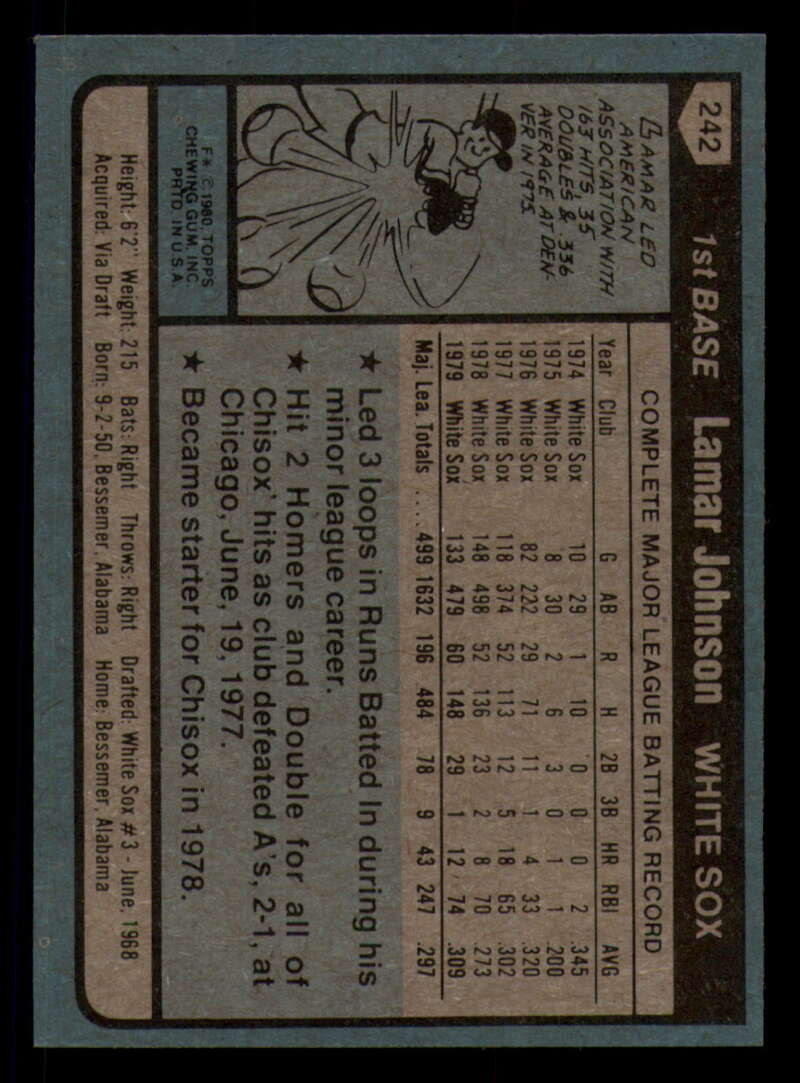 242
1st BASE Lamar Johnson WHITE SOX
LAMAR LED
AMERICAN
ASSOCIATION WITH
163 HITS, 35
DOUBLES & .336
AVERAGE AT DEN-
VER IN 1975
F✶ © 1980 TOPPS
CHEWING GUM, INC.
PRTD IN U S A
COMPLETE MAJOR LEAGUE BATTING RECORD
Year Club G AB R H 2B 3B HR RBI AVG
1974 White Sox 10 29 1 10 0 0 0 2 .345
1975 White Sox 8 30 2 6 3 0 1 1 .200
1976 White Sox 82 222 29 71 11 1 4 33 .320
1977 White Sox 118 374 52 113 12 5 18 65 .302
1978 White Sox 148 498 52 136 23 2 8 70 .273
1979 White Sox 133 479 60 148 29 1 12 74 .309
Maj. Lea. Totals .... 499 1632 196 484 78 9 43 247 .297
★ Led 3 loops in Runs Batted In during his
minor league career.
★ Hit 2 Homers and Double for all of
Chisox' hits as club defeated A's, 2-1, at
Chicago, June, 19, 1977.
★ Became starter for Chisox in 1978.
Height: 6'2" Weight: 215 Bats: Right Throws: Right Drafted: White Sox #3 - June, 1968
Acquired: Via Draft Born: 9-2-50, Bessemer, Alabama Home: Bessemer, Alabama